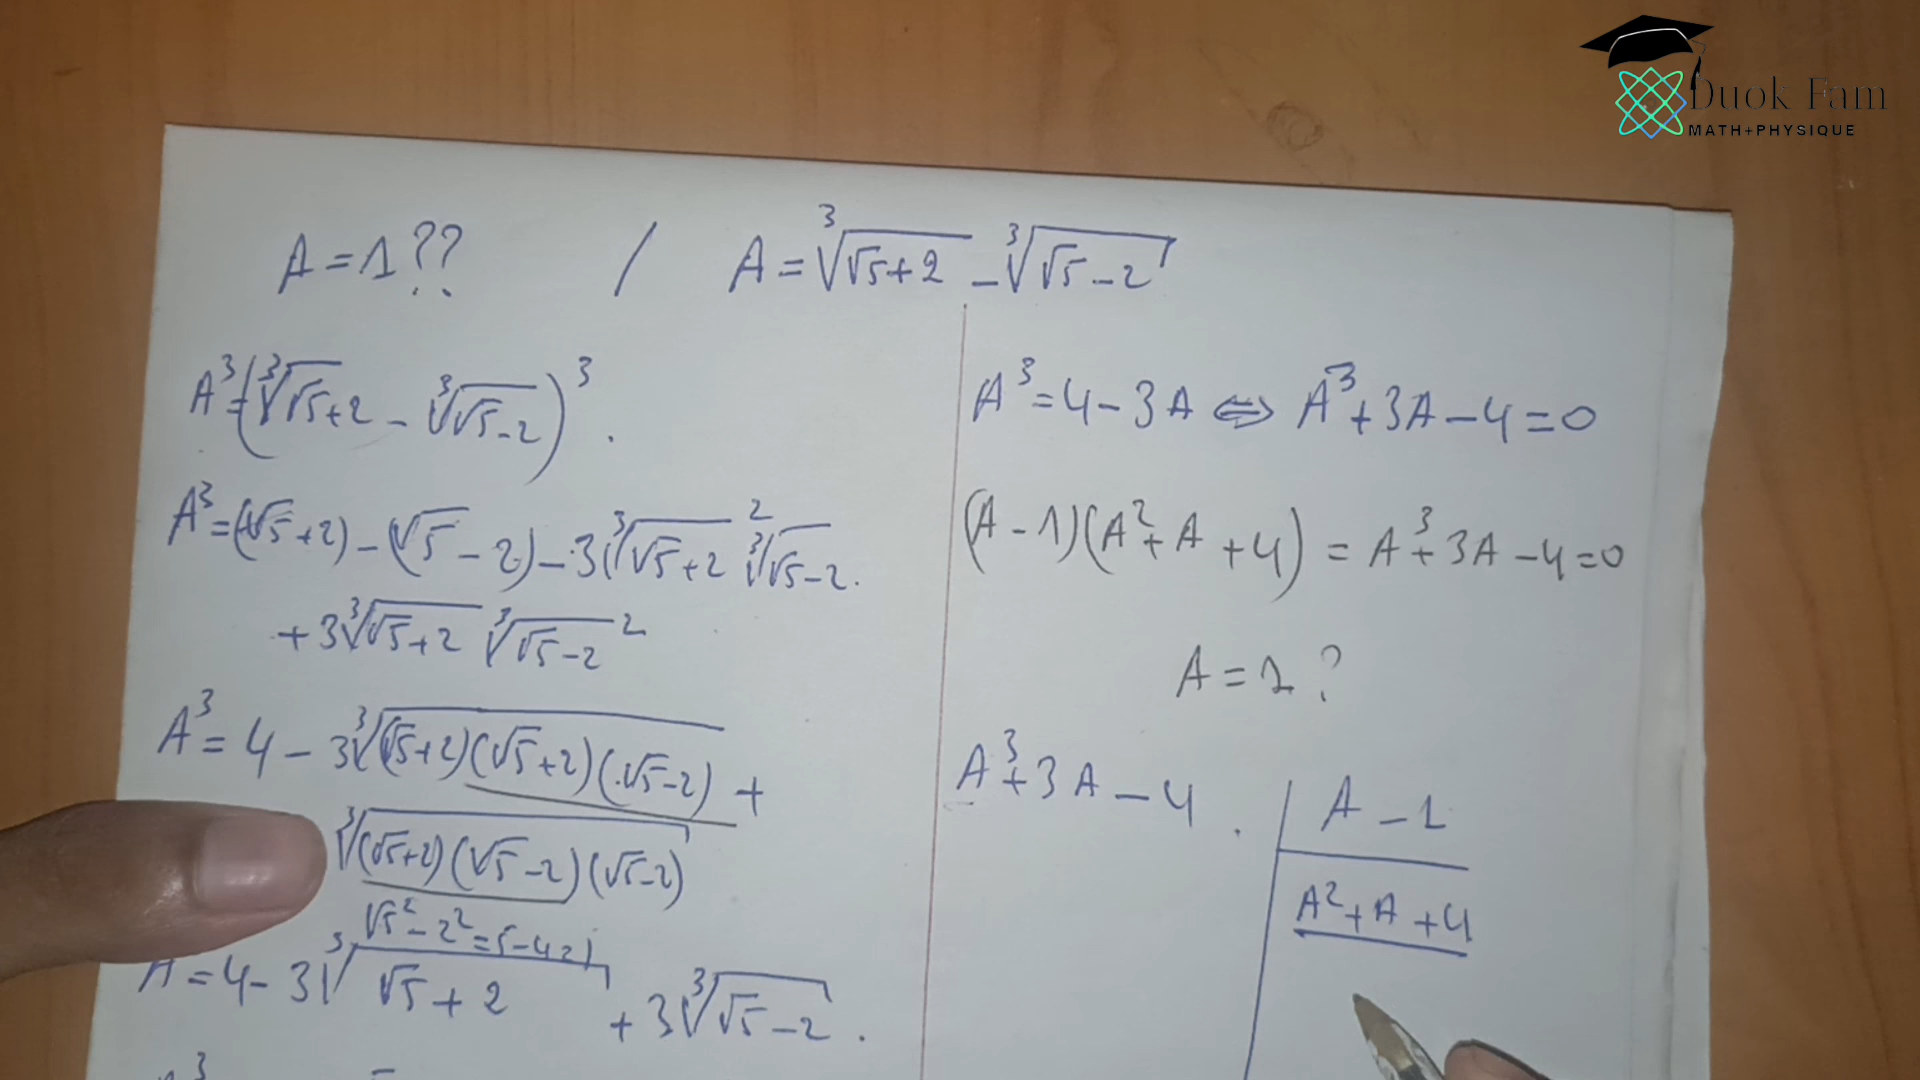 Duok Fam
MATH+PHYSIQUE
A = 1 ?? / A = ∛(√5+2) - ∛(√5-2)
A³ = (∛(√5+2) - ∛(√5-2))³.
A³ = (√5+2) - (√5-2) - 3∛(√5+2)² ∛(√5-2).
+ 3∛(√5+2) ∛(√5-2)²
A³ = 4 - 3∛((√5+2)(√5+2)(√5-2)) +
∛((√5+2)(√5-2)(√5-2))
√5² - 2² = 5-4=1
A = 4 - 3∛(√5+2) + 3∛(√5-2).
A³ = 4 - 3A ⇔ A³ + 3A - 4 = 0
(A - 1)(A² + A + 4) = A³ + 3A - 4 = 0
A = 1 ?
A³ + 3A - 4 . | A - 1
A² + A + 4